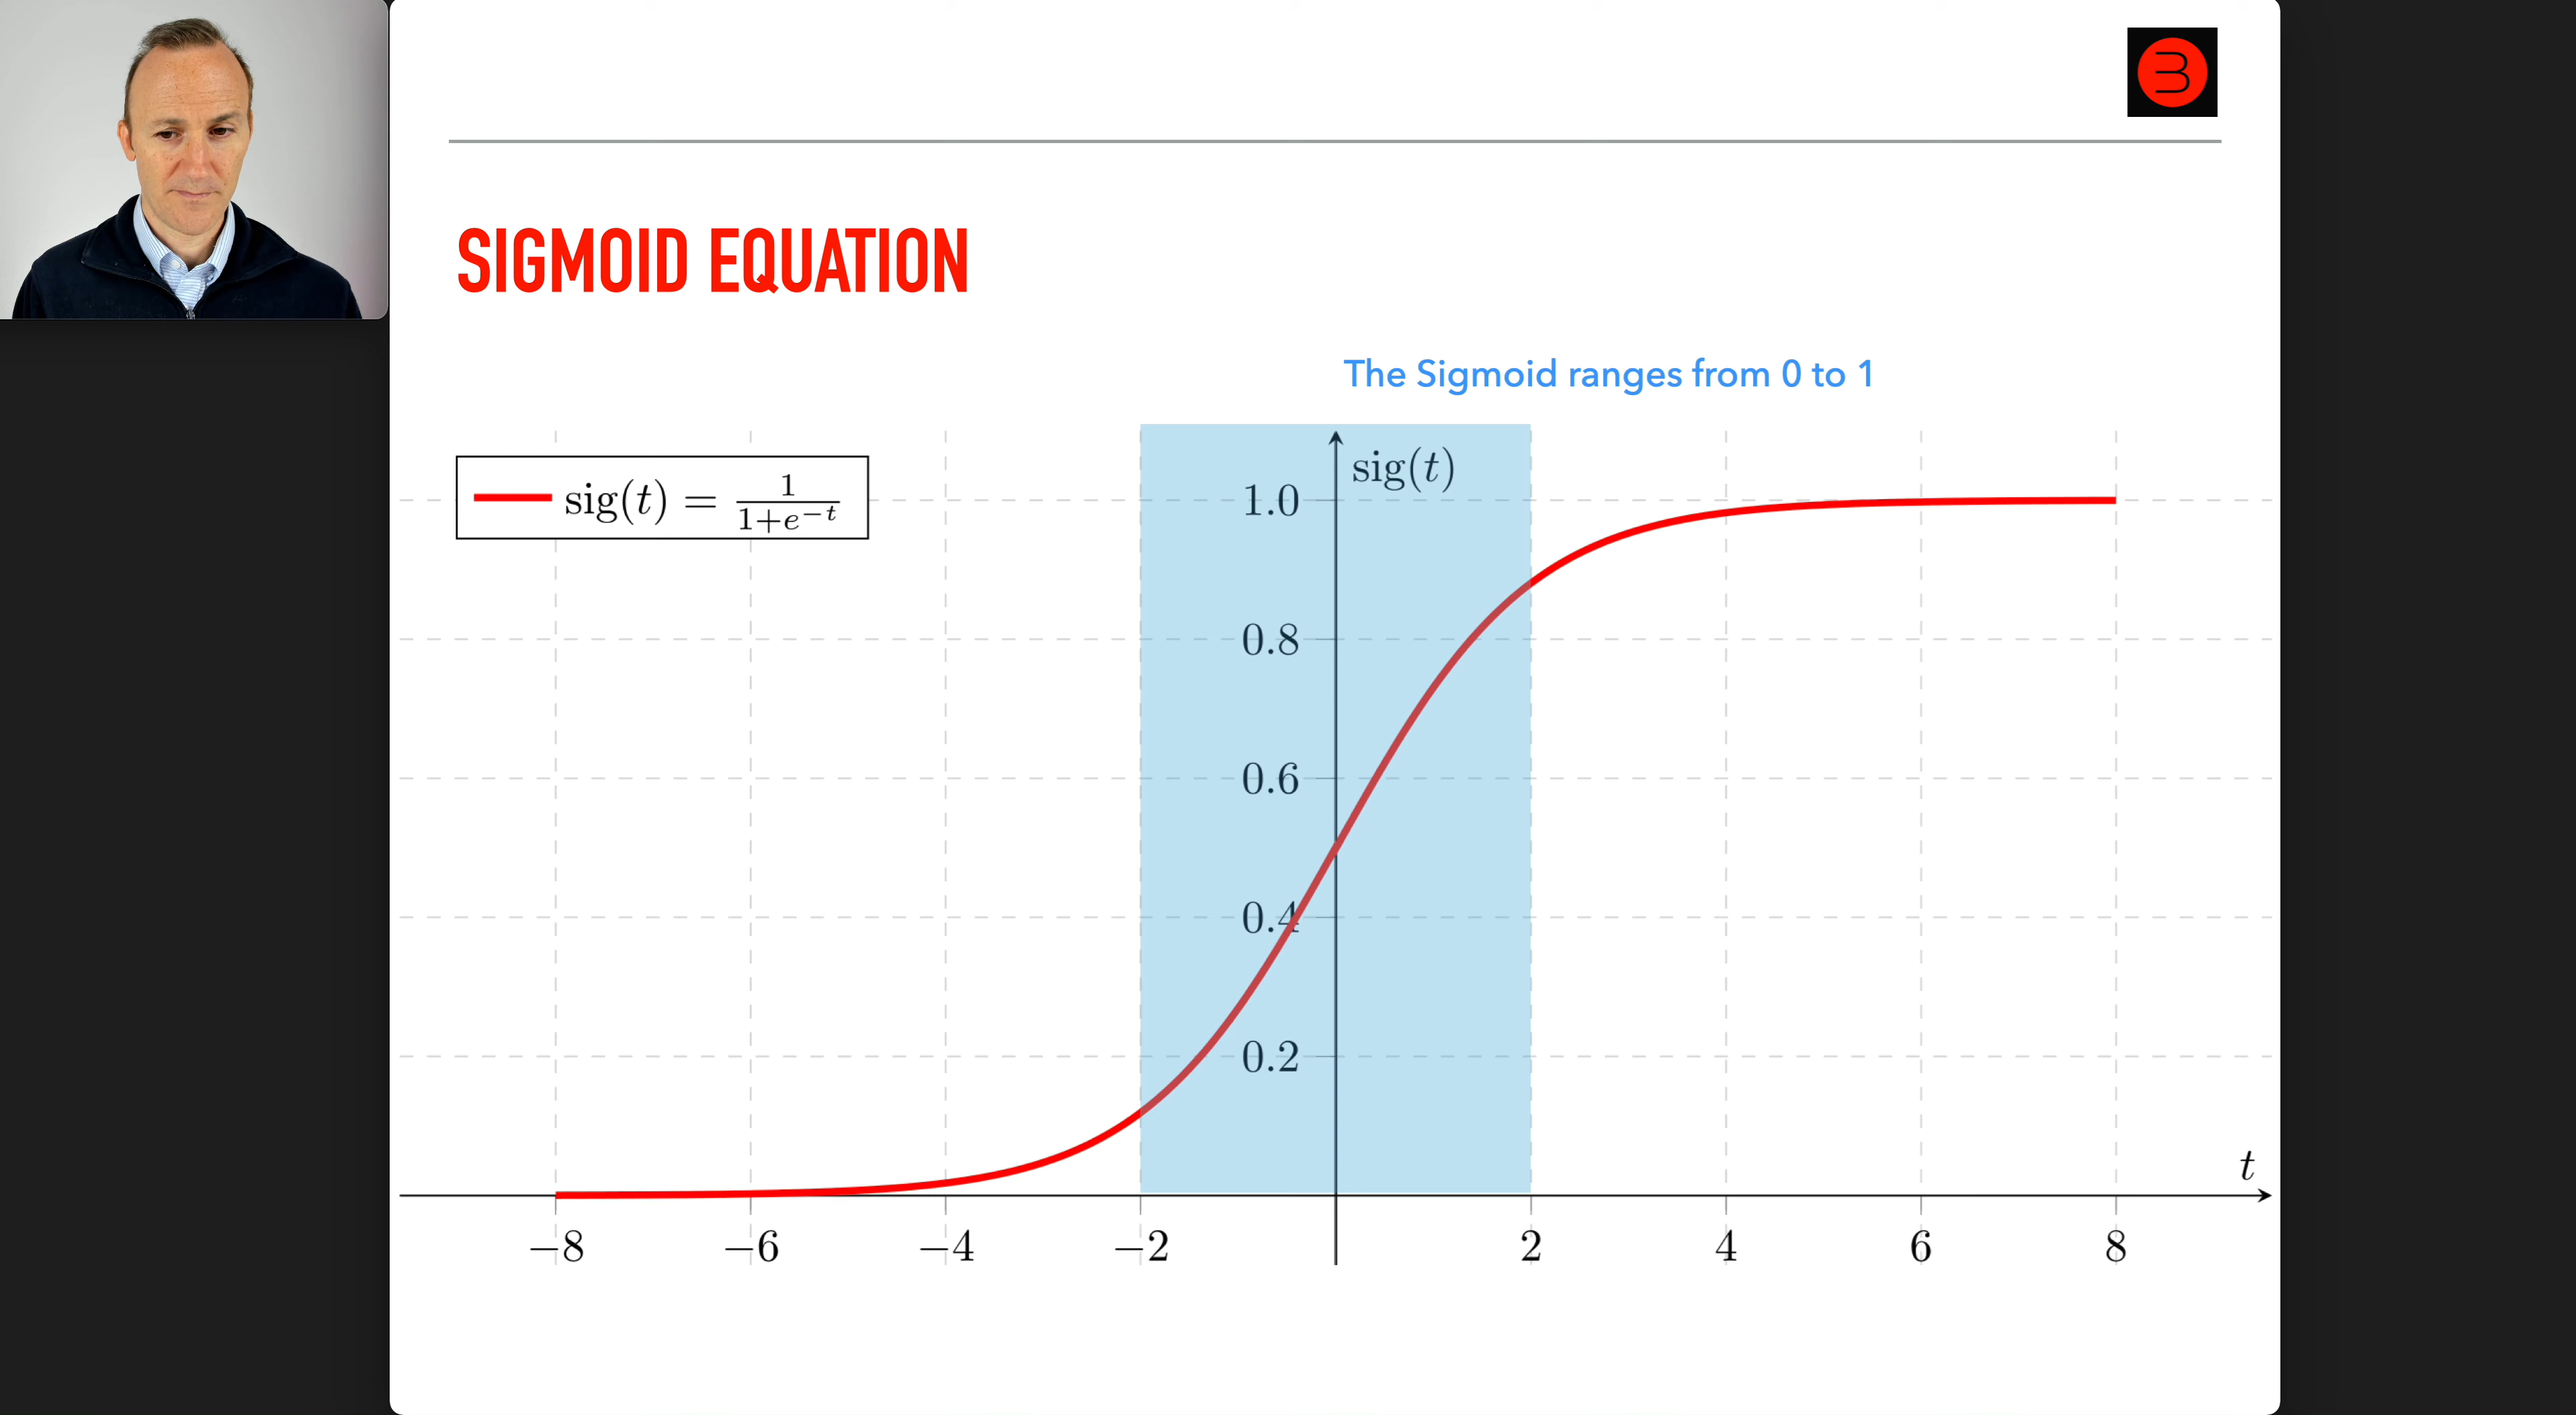 SIGMOID EQUATION
The Sigmoid ranges from 0 to 1
sig(t) = 1/(1+e^{-t})
sig(t)
1.0
0.8
0.6
0.4
0.2
t
−8 −6 −4 −2 2 4 6 8